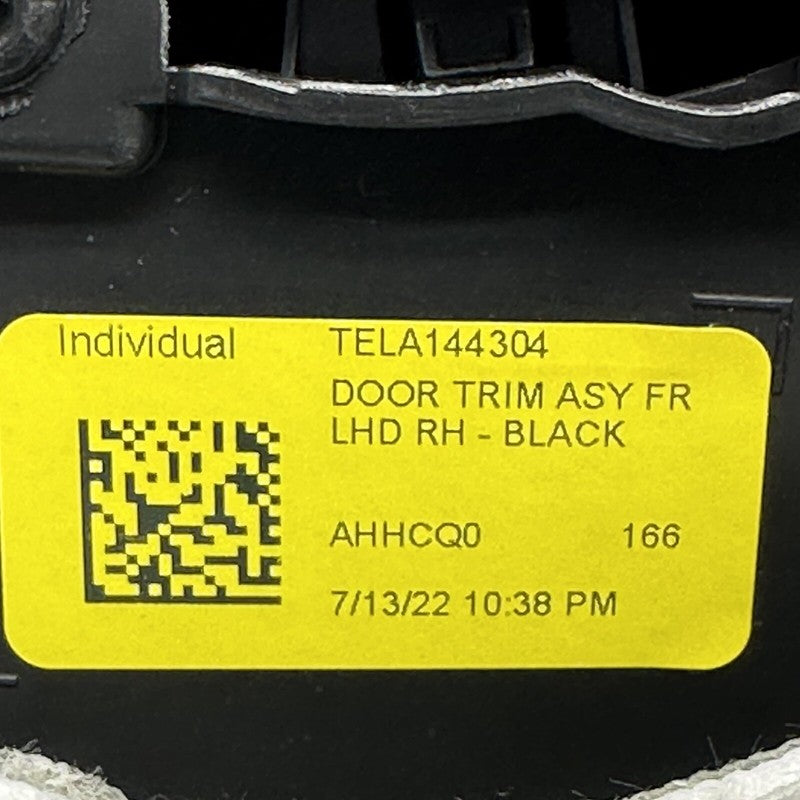 Individual TELA144304
DOOR TRIM ASY FR
LHD RH - BLACK
AHHCQ0 166
7/13/22 10:38 PM